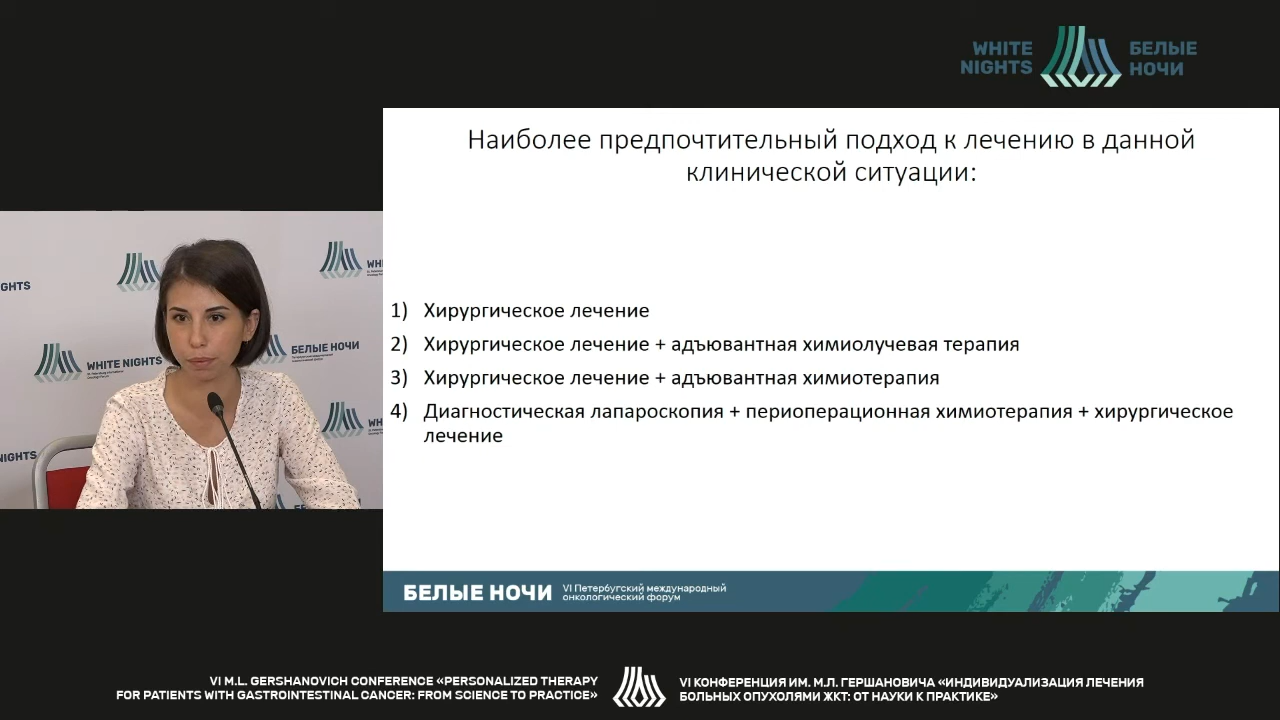 WHITE
NIGHTS
БЕЛЫЕ
НОЧИ
Наиболее предпочтительный подход к лечению в данной
клинической ситуации:
1) Хирургическое лечение
2) Хирургическое лечение + адъювантная химиолучевая терапия
3) Хирургическое лечение + адъювантная химиотерапия
4) Диагностическая лапароскопия + периоперационная химиотерапия + хирургическое
лечение
GHTS
WHITE NIGHTS
БЕЛЫЕ НОЧИ
NIGHTS
БЕЛЫЕ НОЧИ
VI Петербургский международный
онкологический форум
VI M.L. GERSHANOVICH CONFERENCE «PERSONALIZED THERAPY
FOR PATIENTS WITH GASTROINTESTINAL CANCER: FROM SCIENCE TO PRACTICE»
VI КОНФЕРЕНЦИЯ ИМ. М.Л. ГЕРШАНОВИЧА «ИНДИВИДУАЛИЗАЦИЯ ЛЕЧЕНИЯ
БОЛЬНЫХ ОПУХОЛЯМИ ЖКТ: ОТ НАУКИ К ПРАКТИКЕ»